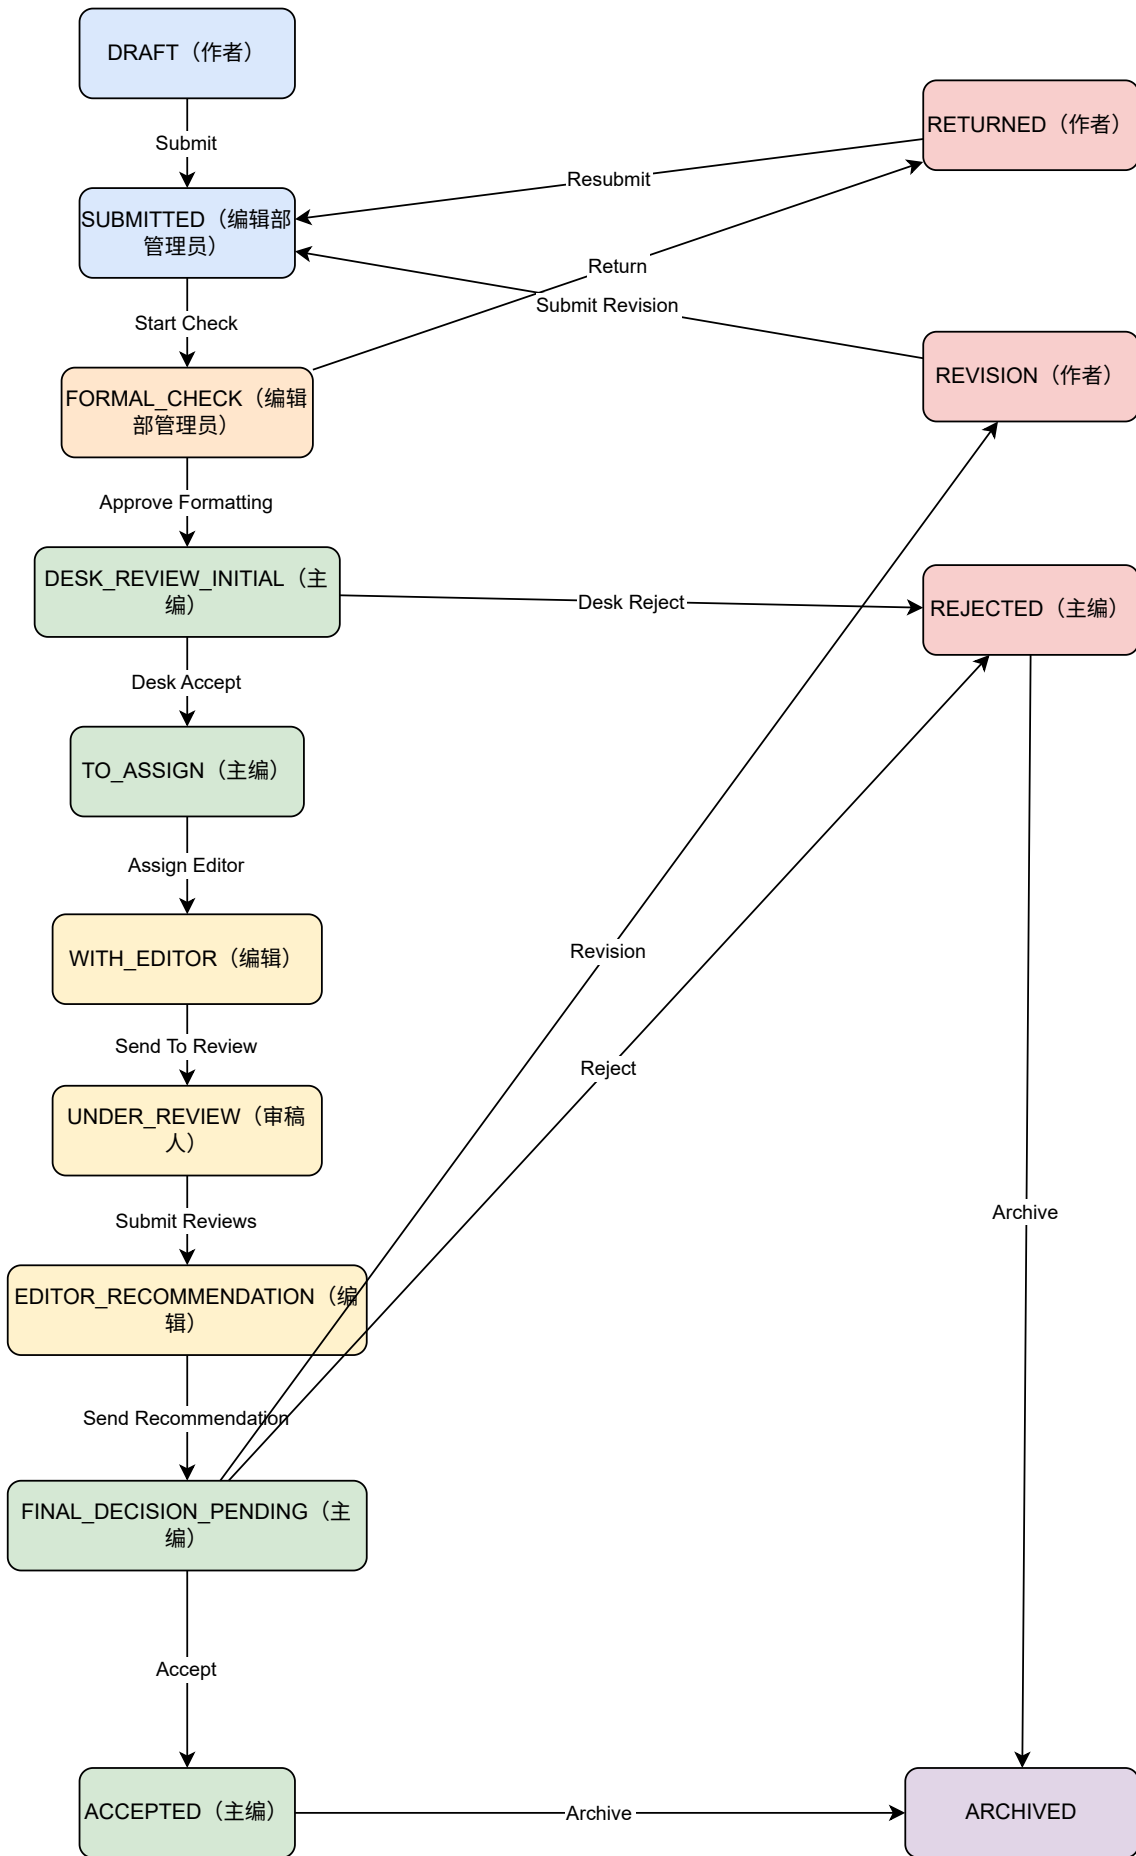 DRAFT（作者）
Submit
RETURNED（作者）
Resubmit
SUBMITTED（编辑部
管理员）
Return
Submit Revision
Start Check
REVISION（作者）
FORMAL_CHECK（编辑
部管理员）
Approve Formatting
DESK_REVIEW_INITIAL（主
编）
Desk Reject
REJECTED（主编）
Desk Accept
TO_ASSIGN（主编）
Assign Editor
WITH_EDITOR（编辑）
Revision
Send To Review
Reject
UNDER_REVIEW（审稿
人）
Submit Reviews
Archive
EDITOR_RECOMMENDATION（编
辑）
Send Recommendation
FINAL_DECISION_PENDING（主
编）
Accept
ACCEPTED（主编）
Archive
ARCHIVED